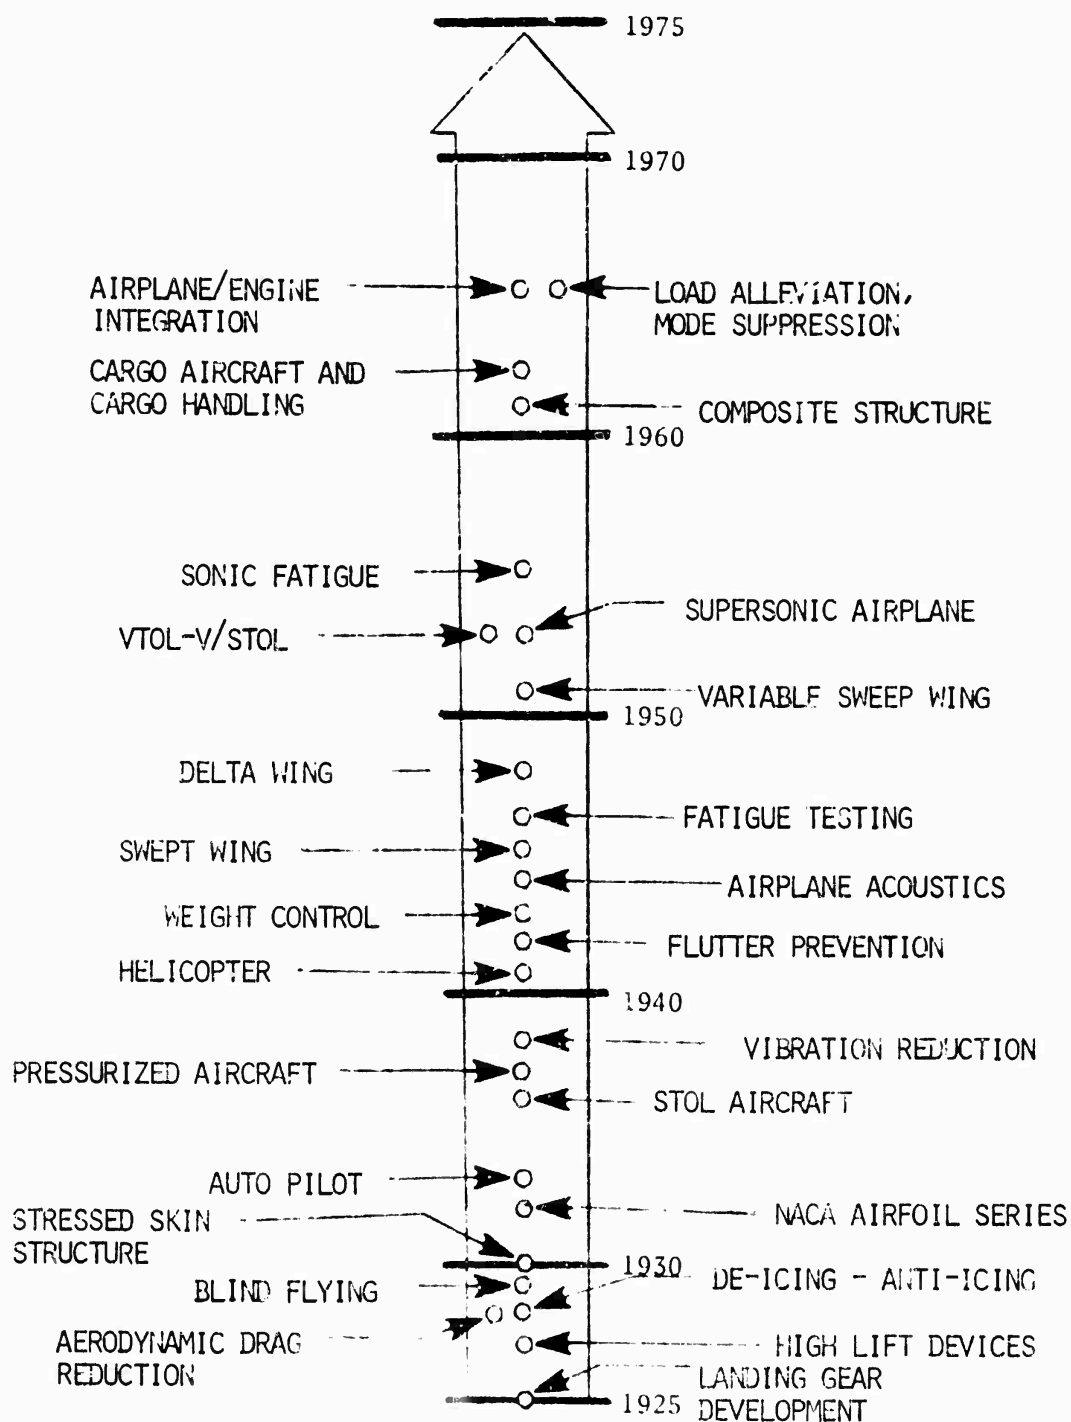 1975
1970
AIRPLANE/ENGINE
INTEGRATION
LOAD ALLEVIATION,
MODE SUPPRESSION
CARGO AIRCRAFT AND
CARGO HANDLING
COMPOSITE STRUCTURE
1960
SONIC FATIGUE
SUPERSONIC AIRPLANE
VTOL-V/STOL
VARIABLE SWEEP WING
1950
DELTA WING
FATIGUE TESTING
SWEPT WING
AIRPLANE ACOUSTICS
WEIGHT CONTROL
FLUTTER PREVENTION
HELICOPTER
1940
VIBRATION REDUCTION
PRESSURIZED AIRCRAFT
STOL AIRCRAFT
AUTO PILOT
NACA AIRFOIL SERIES
STRESSED SKIN
STRUCTURE
1930
DE-ICING - ANTI-ICING
BLIND FLYING
AERODYNAMIC DRAG
REDUCTION
HIGH LIFT DEVICES
LANDING GEAR
DEVELOPMENT
1925